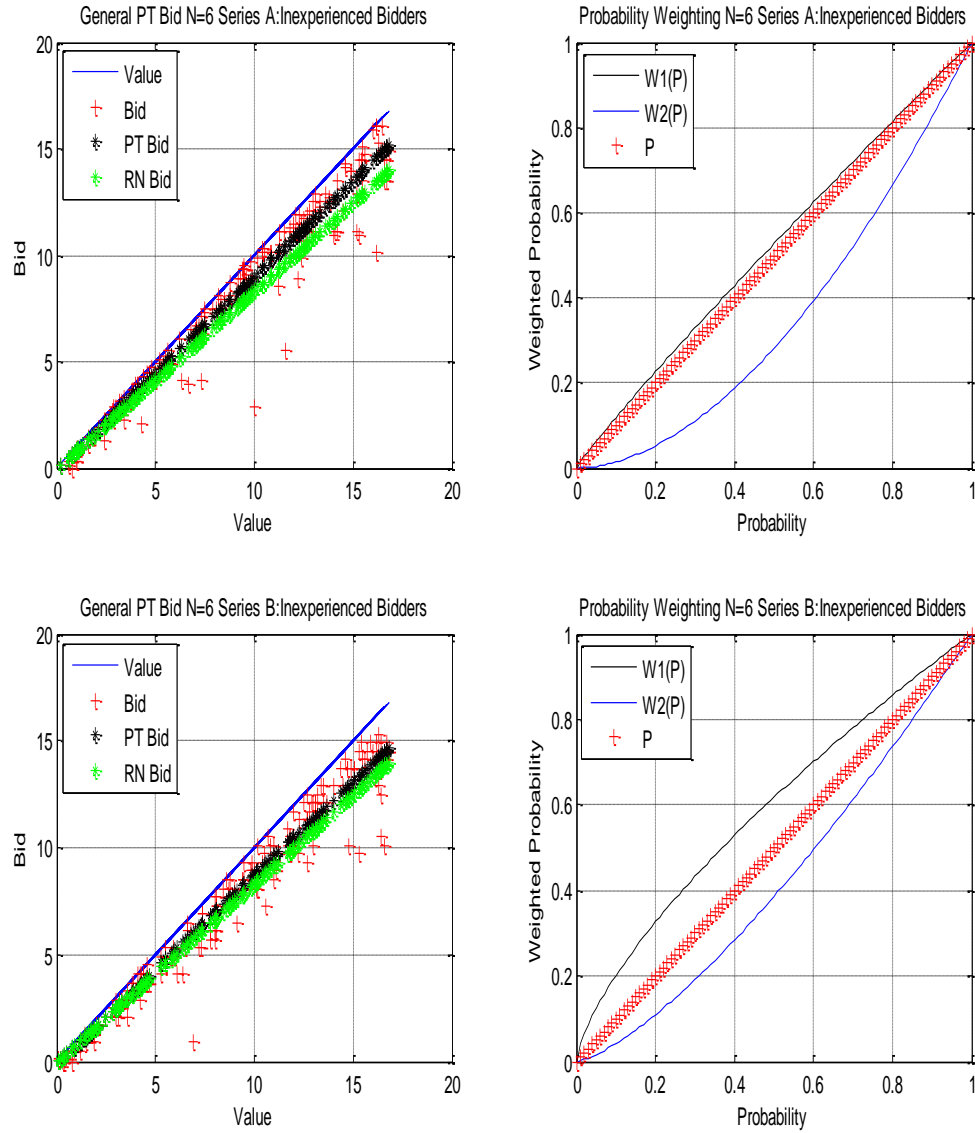 General PT Bid N=6 Series A:Inexperienced Bidders
20
15
10
5
0
Bid
Value
Bid
PT Bid
RN Bid
0 5 10 15 20
Value
Probability Weighting N=6 Series A:Inexperienced Bidders
1
0.8
0.6
0.4
0.2
0
Weighted Probability
W1(P)
W2(P)
P
0 0.2 0.4 0.6 0.8 1
Probability
General PT Bid N=6 Series B:Inexperienced Bidders
20
15
10
5
0
Bid
Value
Bid
PT Bid
RN Bid
0 5 10 15 20
Value
Probability Weighting N=6 Series B:Inexperienced Bidders
1
0.8
0.6
0.4
0.2
0
Weighted Probability
W1(P)
W2(P)
P
0 0.2 0.4 0.6 0.8 1
Probability